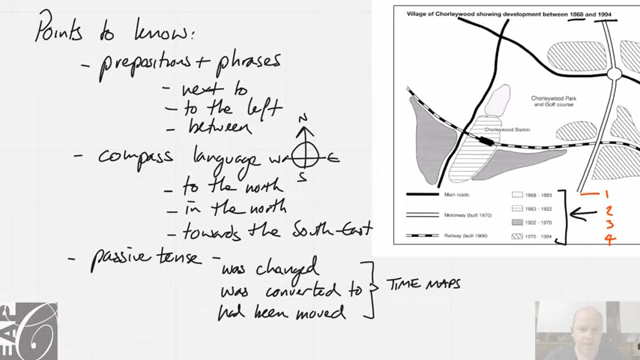 Points to know:
- prepositions + phrases
- next to
- to the left
- between
- compass language
N
W
E
S
- to the north
- in the north
- towards the South-East
- passive tense - was changed
was converted to
had been moved
TIME MAPS
Village of Chorleywood showing development between 1868 and 1994
Chorleywood Park
and Golf course
Chorleywood Station
Main roads
Motorway (built 1970)
Railway (built 1909)
1868 - 1883
1883 - 1922
1922 - 1970
1970 - 1994
1
2
3
4
EAP